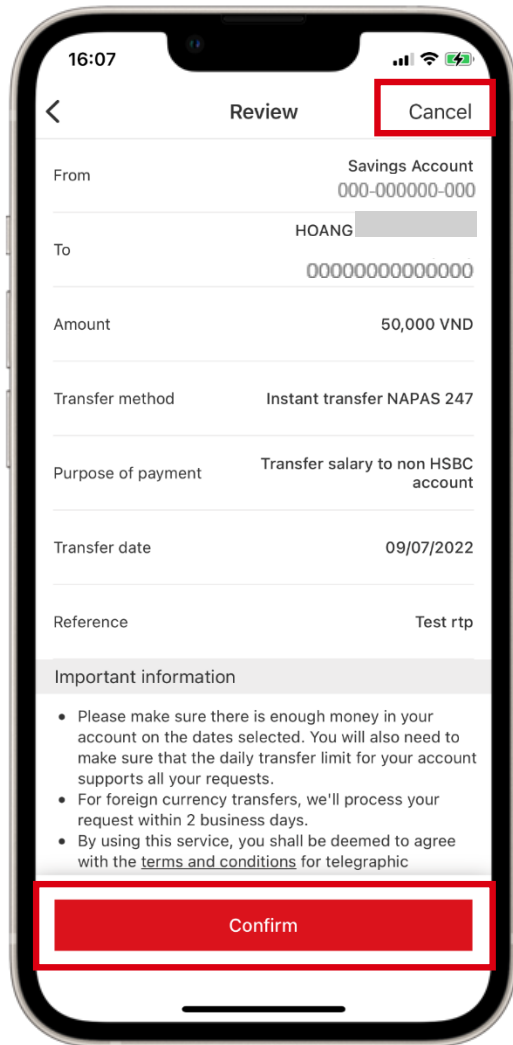 16:07
Review
Cancel
From
Savings Account
000-000000-000
To
HOANG
00000000000000
Amount
50,000 VND
Transfer method
Instant transfer NAPAS 247
Purpose of payment
Transfer salary to non HSBC
account
Transfer date
09/07/2022
Reference
Test rtp
Important information
• Please make sure there is enough money in your
account on the dates selected. You will also need to
make sure that the daily transfer limit for your account
supports all your requests.
• For foreign currency transfers, we'll process your
request within 2 business days.
• By using this service, you shall be deemed to agree
with the terms and conditions for telegraphic
Confirm